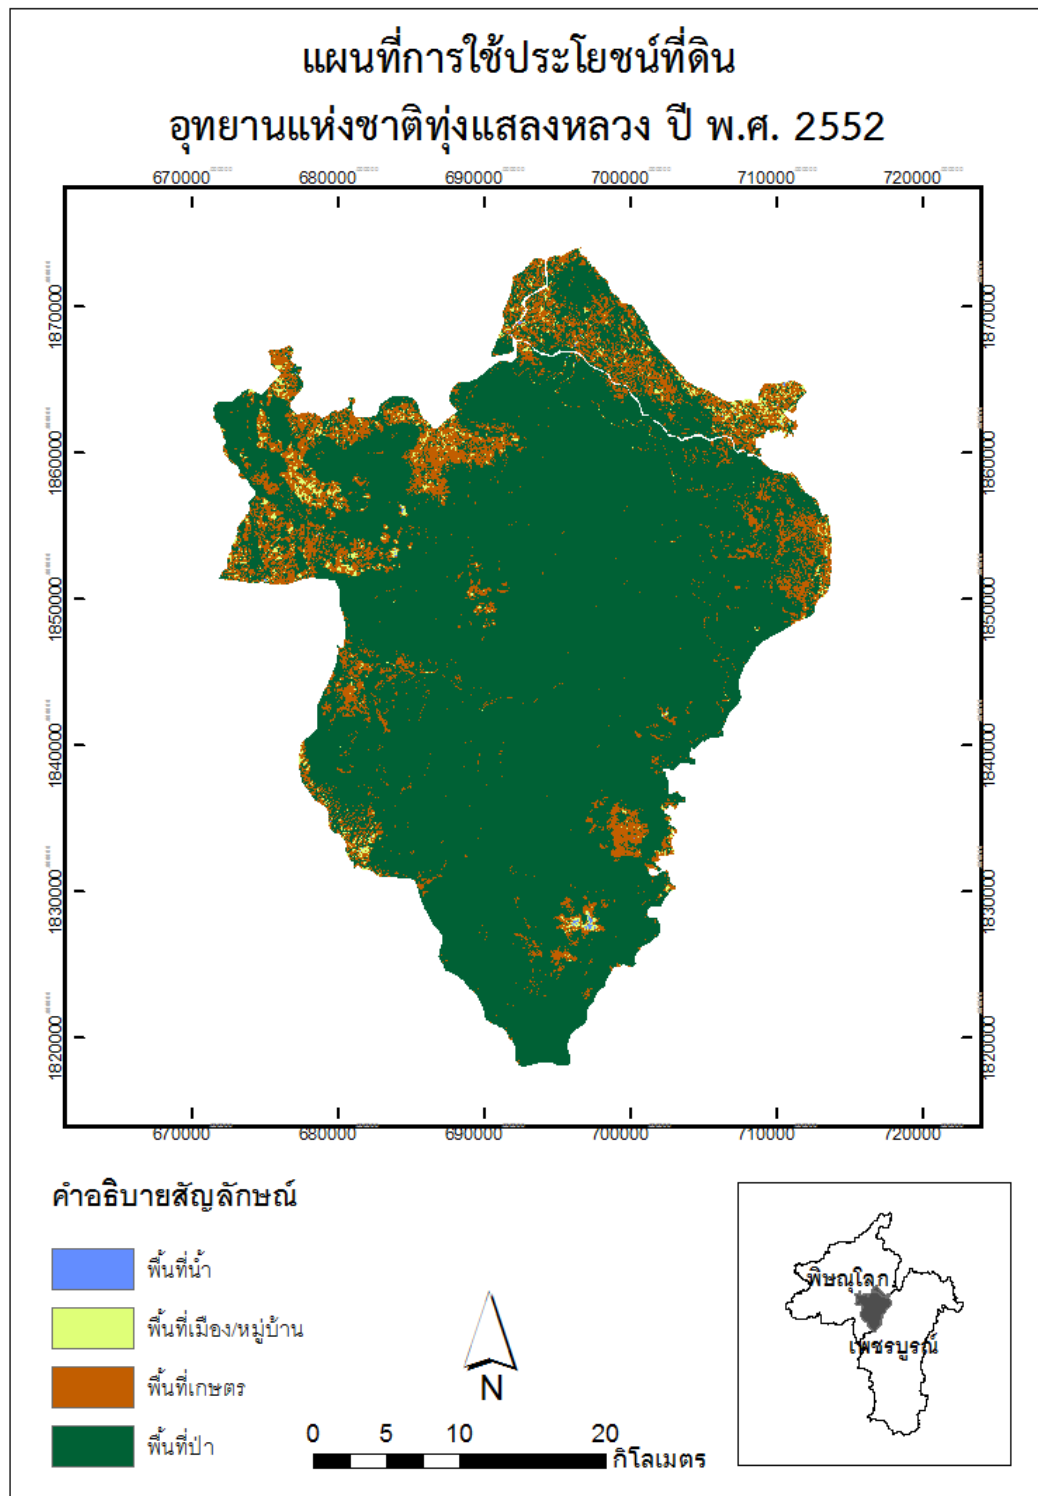 แผนที่การใช้ประโยชน์ที่ดิน
อุทยานแห่งชาติทุ่งแสลงหลวง ปี พ.ศ. 2552
670000 680000 690000 700000 710000 720000
1870000 1870000
1860000 1860000
1850000 1850000
1840000 1840000
1830000 1830000
1820000 1820000
670000 680000 690000 700000 710000 720000
คำอธิบายสัญลักษณ์
พื้นที่น้ำ
พื้นที่เมือง/หมู่บ้าน
พื้นที่เกษตร
พื้นที่ป่า
N
0 5 10 20
กิโลเมตร
พิษณุโลก
เพชรบูรณ์